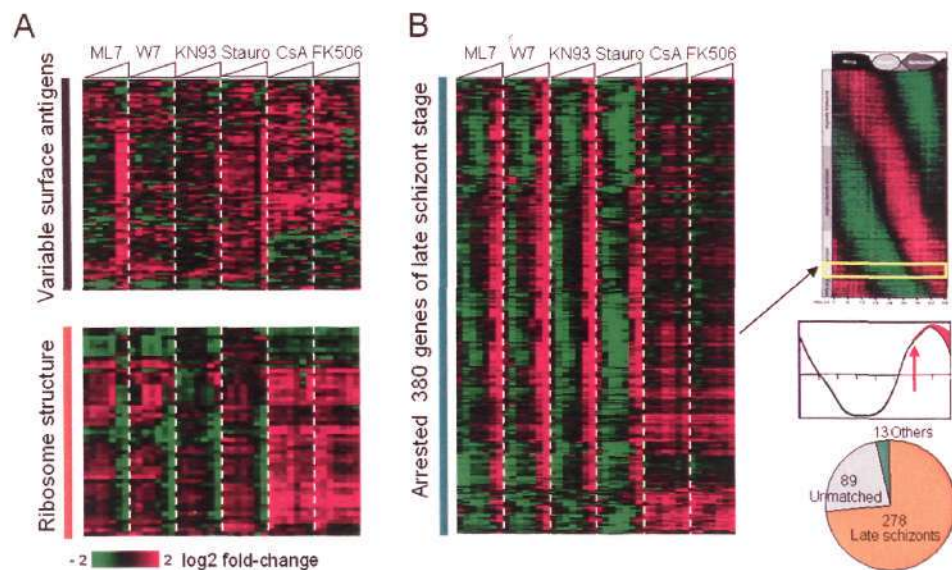 A
ML7 W7 KN93 Stauro CsA FK506
Variable surface antigens
Ribosome structure
-2 2 log2 fold-change
B
ML7 W7 KN93 Stauro CsA FK506
Arrested 380 genes of late schizont stage
13 Others
89
Unmatched
278
Late schizonts